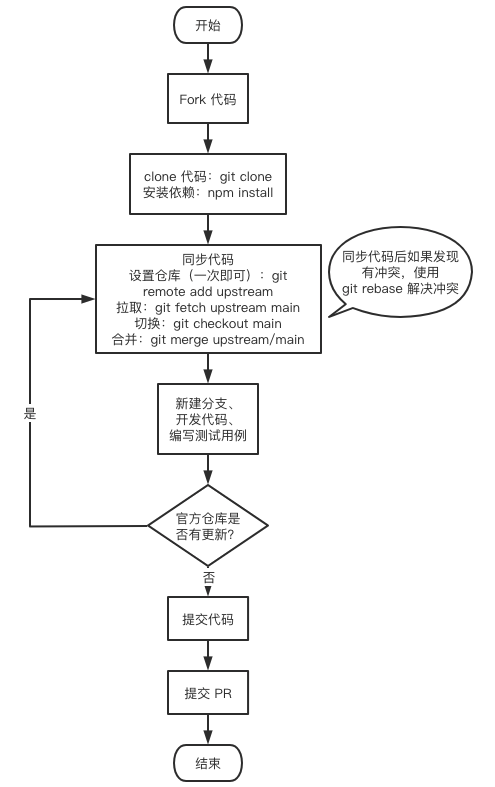 开始
Fork 代码
clone 代码：git clone
安装依赖：npm install
同步代码
设置仓库（一次即可）：git
remote add upstream
拉取：git fetch upstream main
切换：git checkout main
合并：git merge upstream/main
同步代码后如果发现
有冲突，使用
git rebase 解决冲突
新建分支、
开发代码、
编写测试用例
是
官方仓库是
否有更新？
否
提交代码
提交 PR
结束